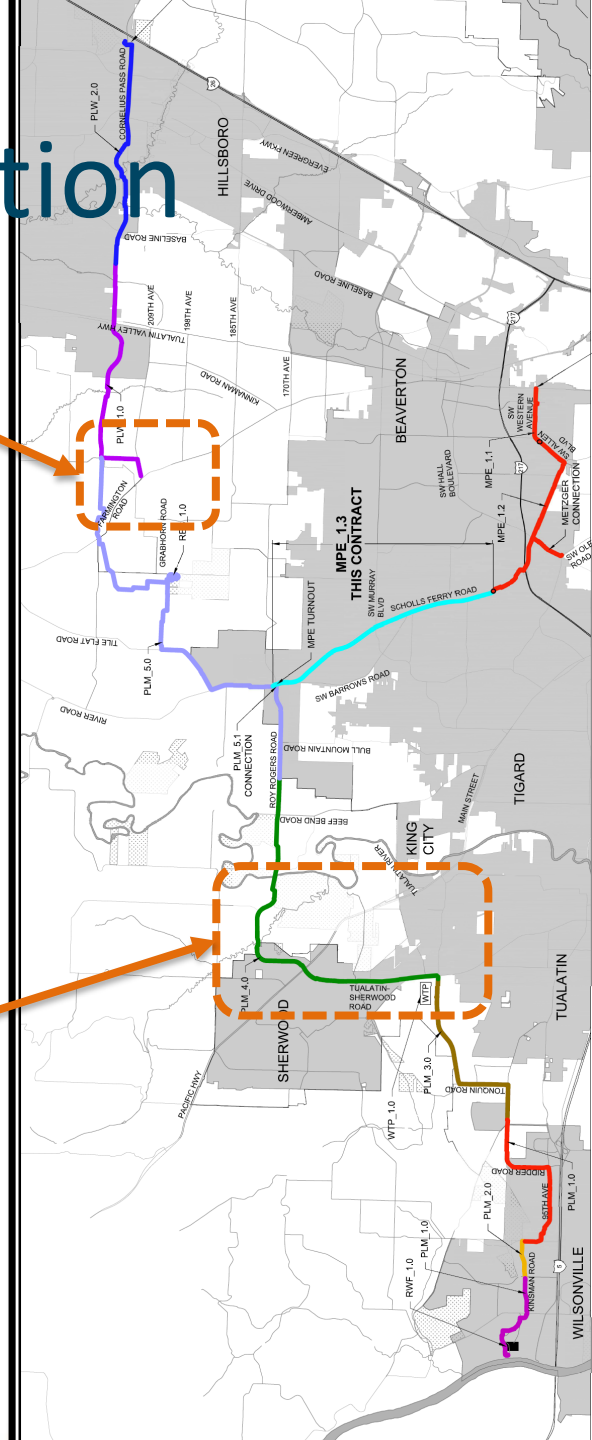 tion
PLW_2.0
CORNELIUS PASS ROAD
26
HILLSBORO
EVERGREEN PKWY
AMBERWOOD DRIVE
BASELINE ROAD
BASELINE ROAD
209TH AVE
198TH AVE
185TH AVE
TUALATIN VALLEY HWY
170TH AVE
KINNAMAN ROAD
217
BEAVERTON
SW
WESTERN
AVENUE
SW ALLEN
BLVD
MPE_1.1
SW HALL
BOULEVARD
217
MPE_1.2
METZGER
CONNECTION
FARMINGTON
ROAD
GRABHORN ROAD
MPE_1.3
THIS CONTRACT
SW MURRAY
BLVD
SCHOLLS FERRY ROAD
MPE TURNOUT
TILE FLAT ROAD
PLM_5.0
SW BARROWS ROAD
RIVER ROAD
PLM_5.1
CONNECTION
ROY ROGERS ROAD
BULL MOUNTAIN ROAD
TIGARD
MAIN STREET
BEEF BEND ROAD
KING
CITY
TUALATIN RIVER
PLM_4.0
TUALATIN-
SHERWOOD
ROAD
WTP
SHERWOOD
TUALATIN
PLM_3.0
PACIFIC HWY
WTP_1.0
TONQUIN ROAD
RIDDER ROAD
PLM_1.0
95TH AVE
PLM_2.0
PLM_1.0
RWF_1.0
KINSMAN ROAD
5
WILSONVILLE